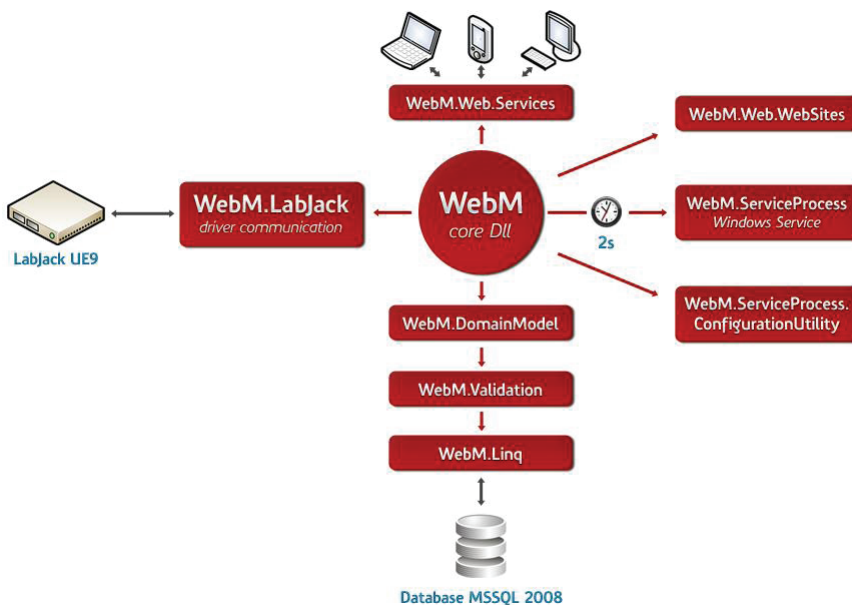 WebM.Web.Services
WebM.Web.WebSites
WebM.LabJack
driver communication
WebM
core Dll
WebM.ServiceProcess
Windows Service
2s
LabJack UE9
WebM.ServiceProcess.
ConfigurationUtility
WebM.DomainModel
WebM.Validation
WebM.Linq
Database MSSQL 2008